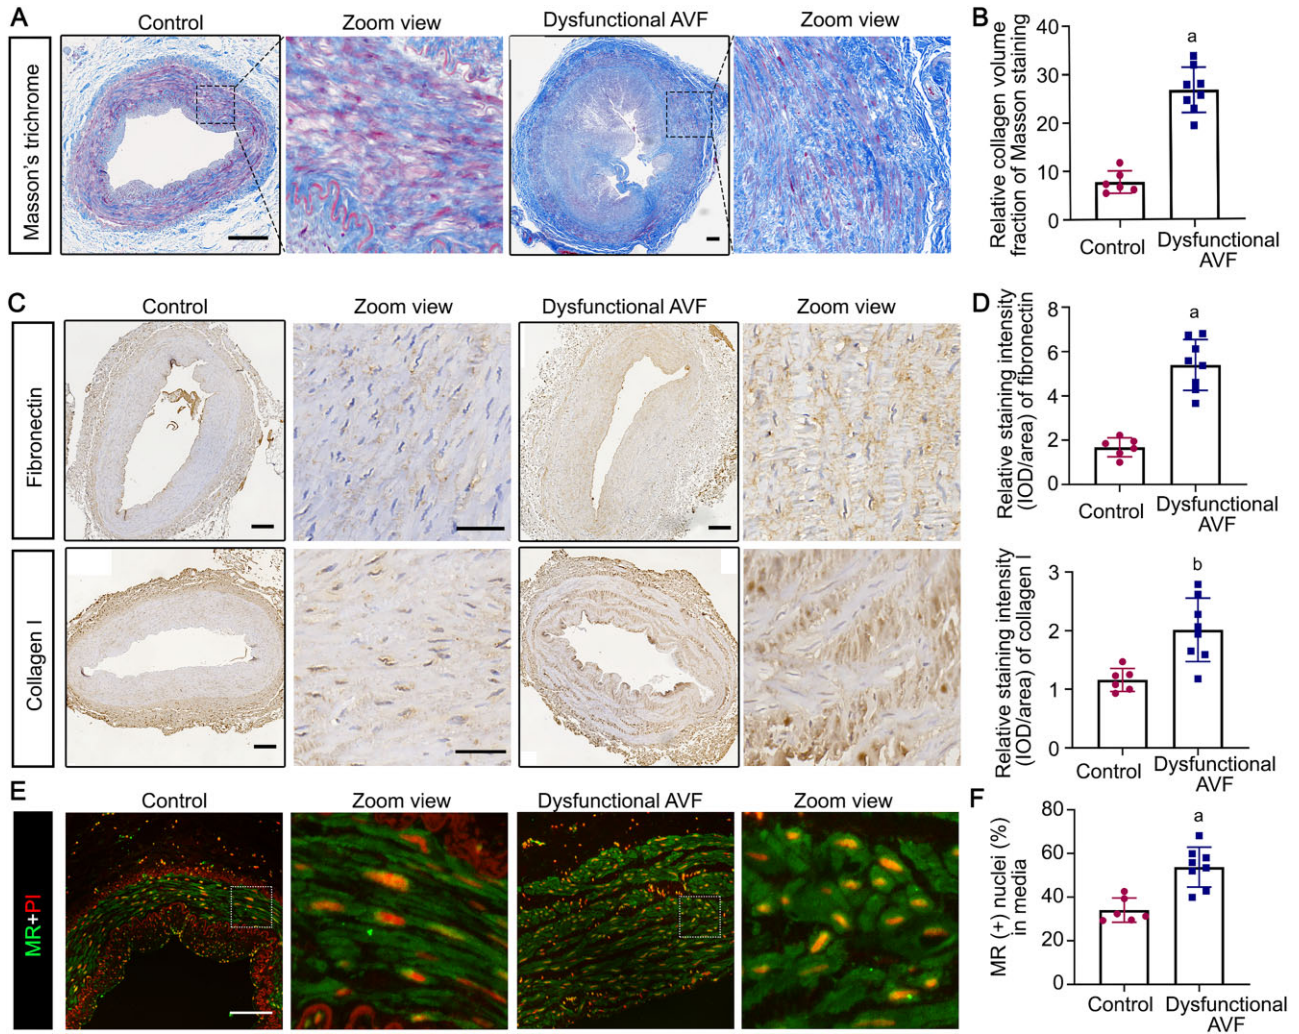 A
Control
Zoom view
Dysfunctional AVF
Zoom view
Masson's trichrome
B
Relative collagen volume
fraction of Masson staining
40
30
20
10
0
a
Control
Dysfunctional
AVF
C
Control
Zoom view
Dysfunctional AVF
Zoom view
Fibronectin
Collagen I
D
Relative staining intensity
(IOD/area) of fibronectin
8
6
4
2
0
a
Control
Dysfunctional
AVF
Relative staining intensity
(IOD/area) of collagen I
3
2
1
0
b
Control
Dysfunctional
AVF
E
Control
Zoom view
Dysfunctional AVF
Zoom view
MR+PI
F
MR (+) nuclei (%)
in media
80
60
40
20
0
a
Control
Dysfunctional
AVF